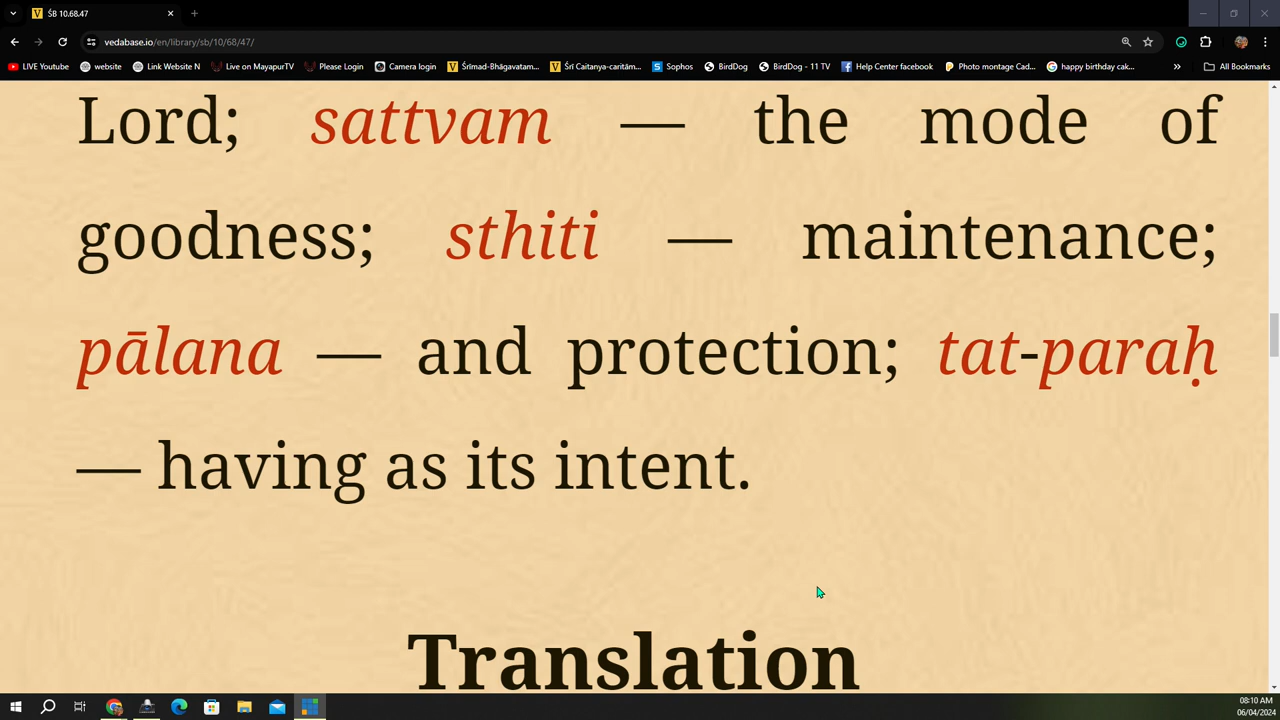 ŚB 10.68.47
vedabase.io/en/library/sb/10/68/47/
LIVE Youtube website Link Website N Live on MayapurTV Please Login Camera login Śrīmad-Bhāgavatam... Śrī Caitanya-caritām... Sophos BirdDog BirdDog - 11 TV Help Center facebook Photo montage Cad... happy birthday cak... » All Bookmarks
Lord; sattvam — the mode of
goodness; sthiti — maintenance;
pālana — and protection; tat-paraḥ
— having as its intent.
Translation
08:10 AM
06/04/2024